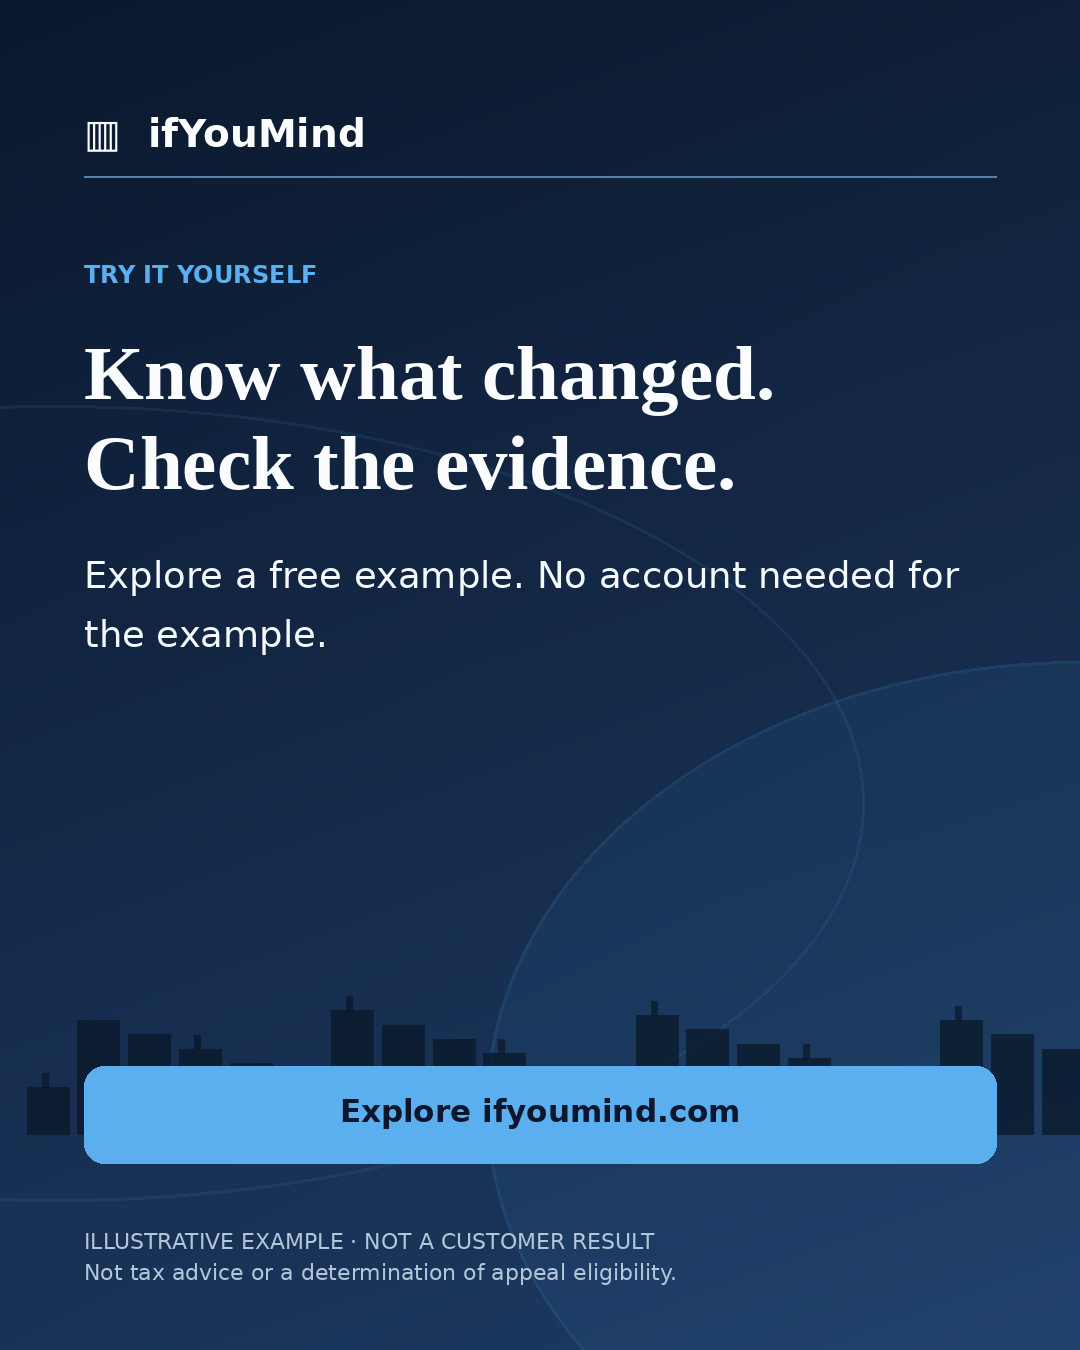 ifYouMind
TRY IT YOURSELF
Know what changed.
Check the evidence.
Explore a free example. No account needed for
the example.
Explore ifyoumind.com
ILLUSTRATIVE EXAMPLE · NOT A CUSTOMER RESULT
Not tax advice or a determination of appeal eligibility.